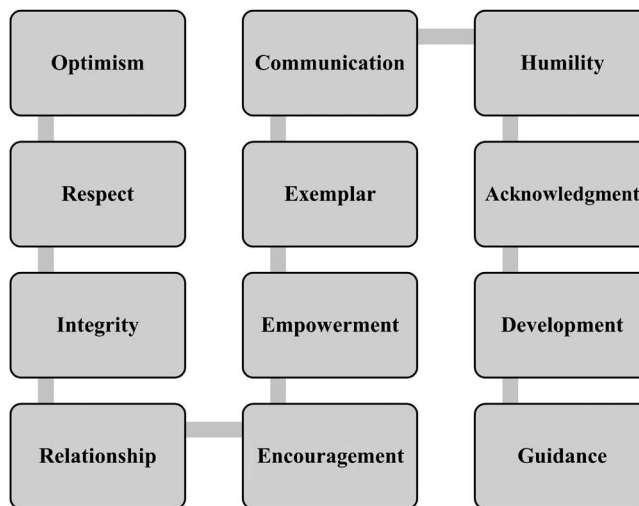 Optimism
Respect
Integrity
Relationship
Encouragement
Empowerment
Exemplar
Communication
Humility
Acknowledgment
Development
Guidance